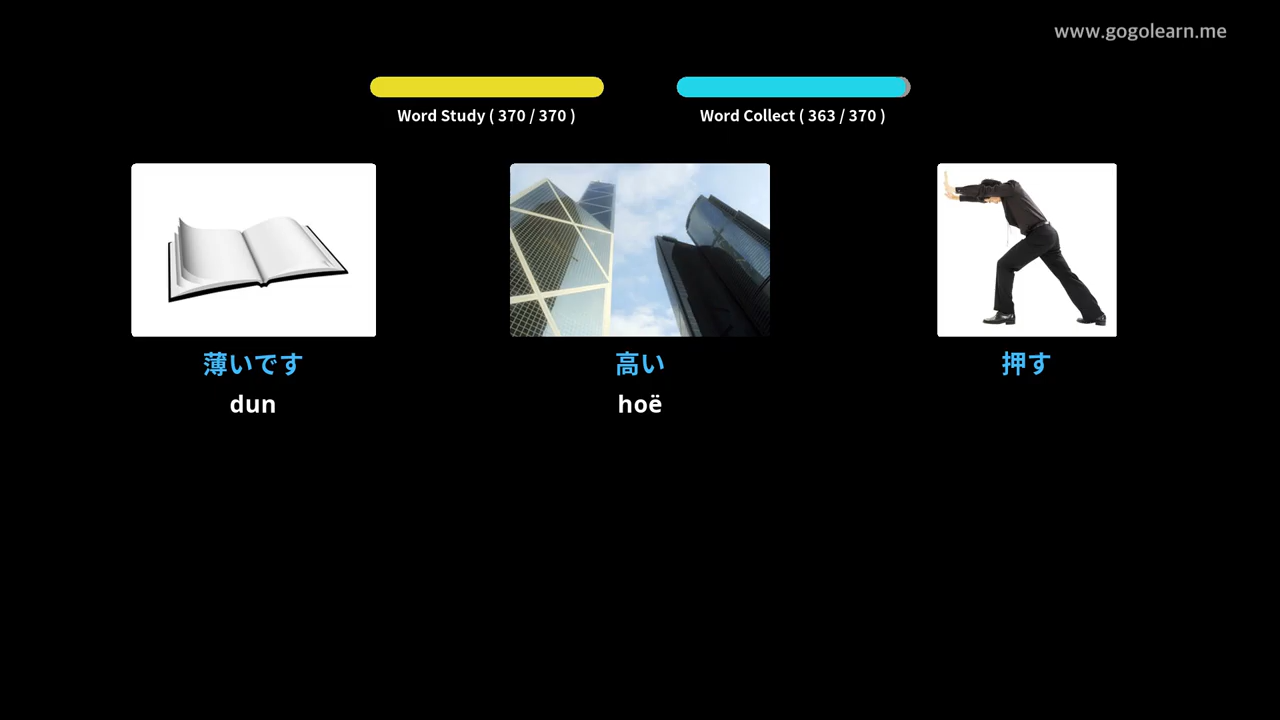 www.gogolearn.me
Word Study ( 370 / 370 )
Word Collect ( 363 / 370 )
薄いです
dun
高い
hoë
押す